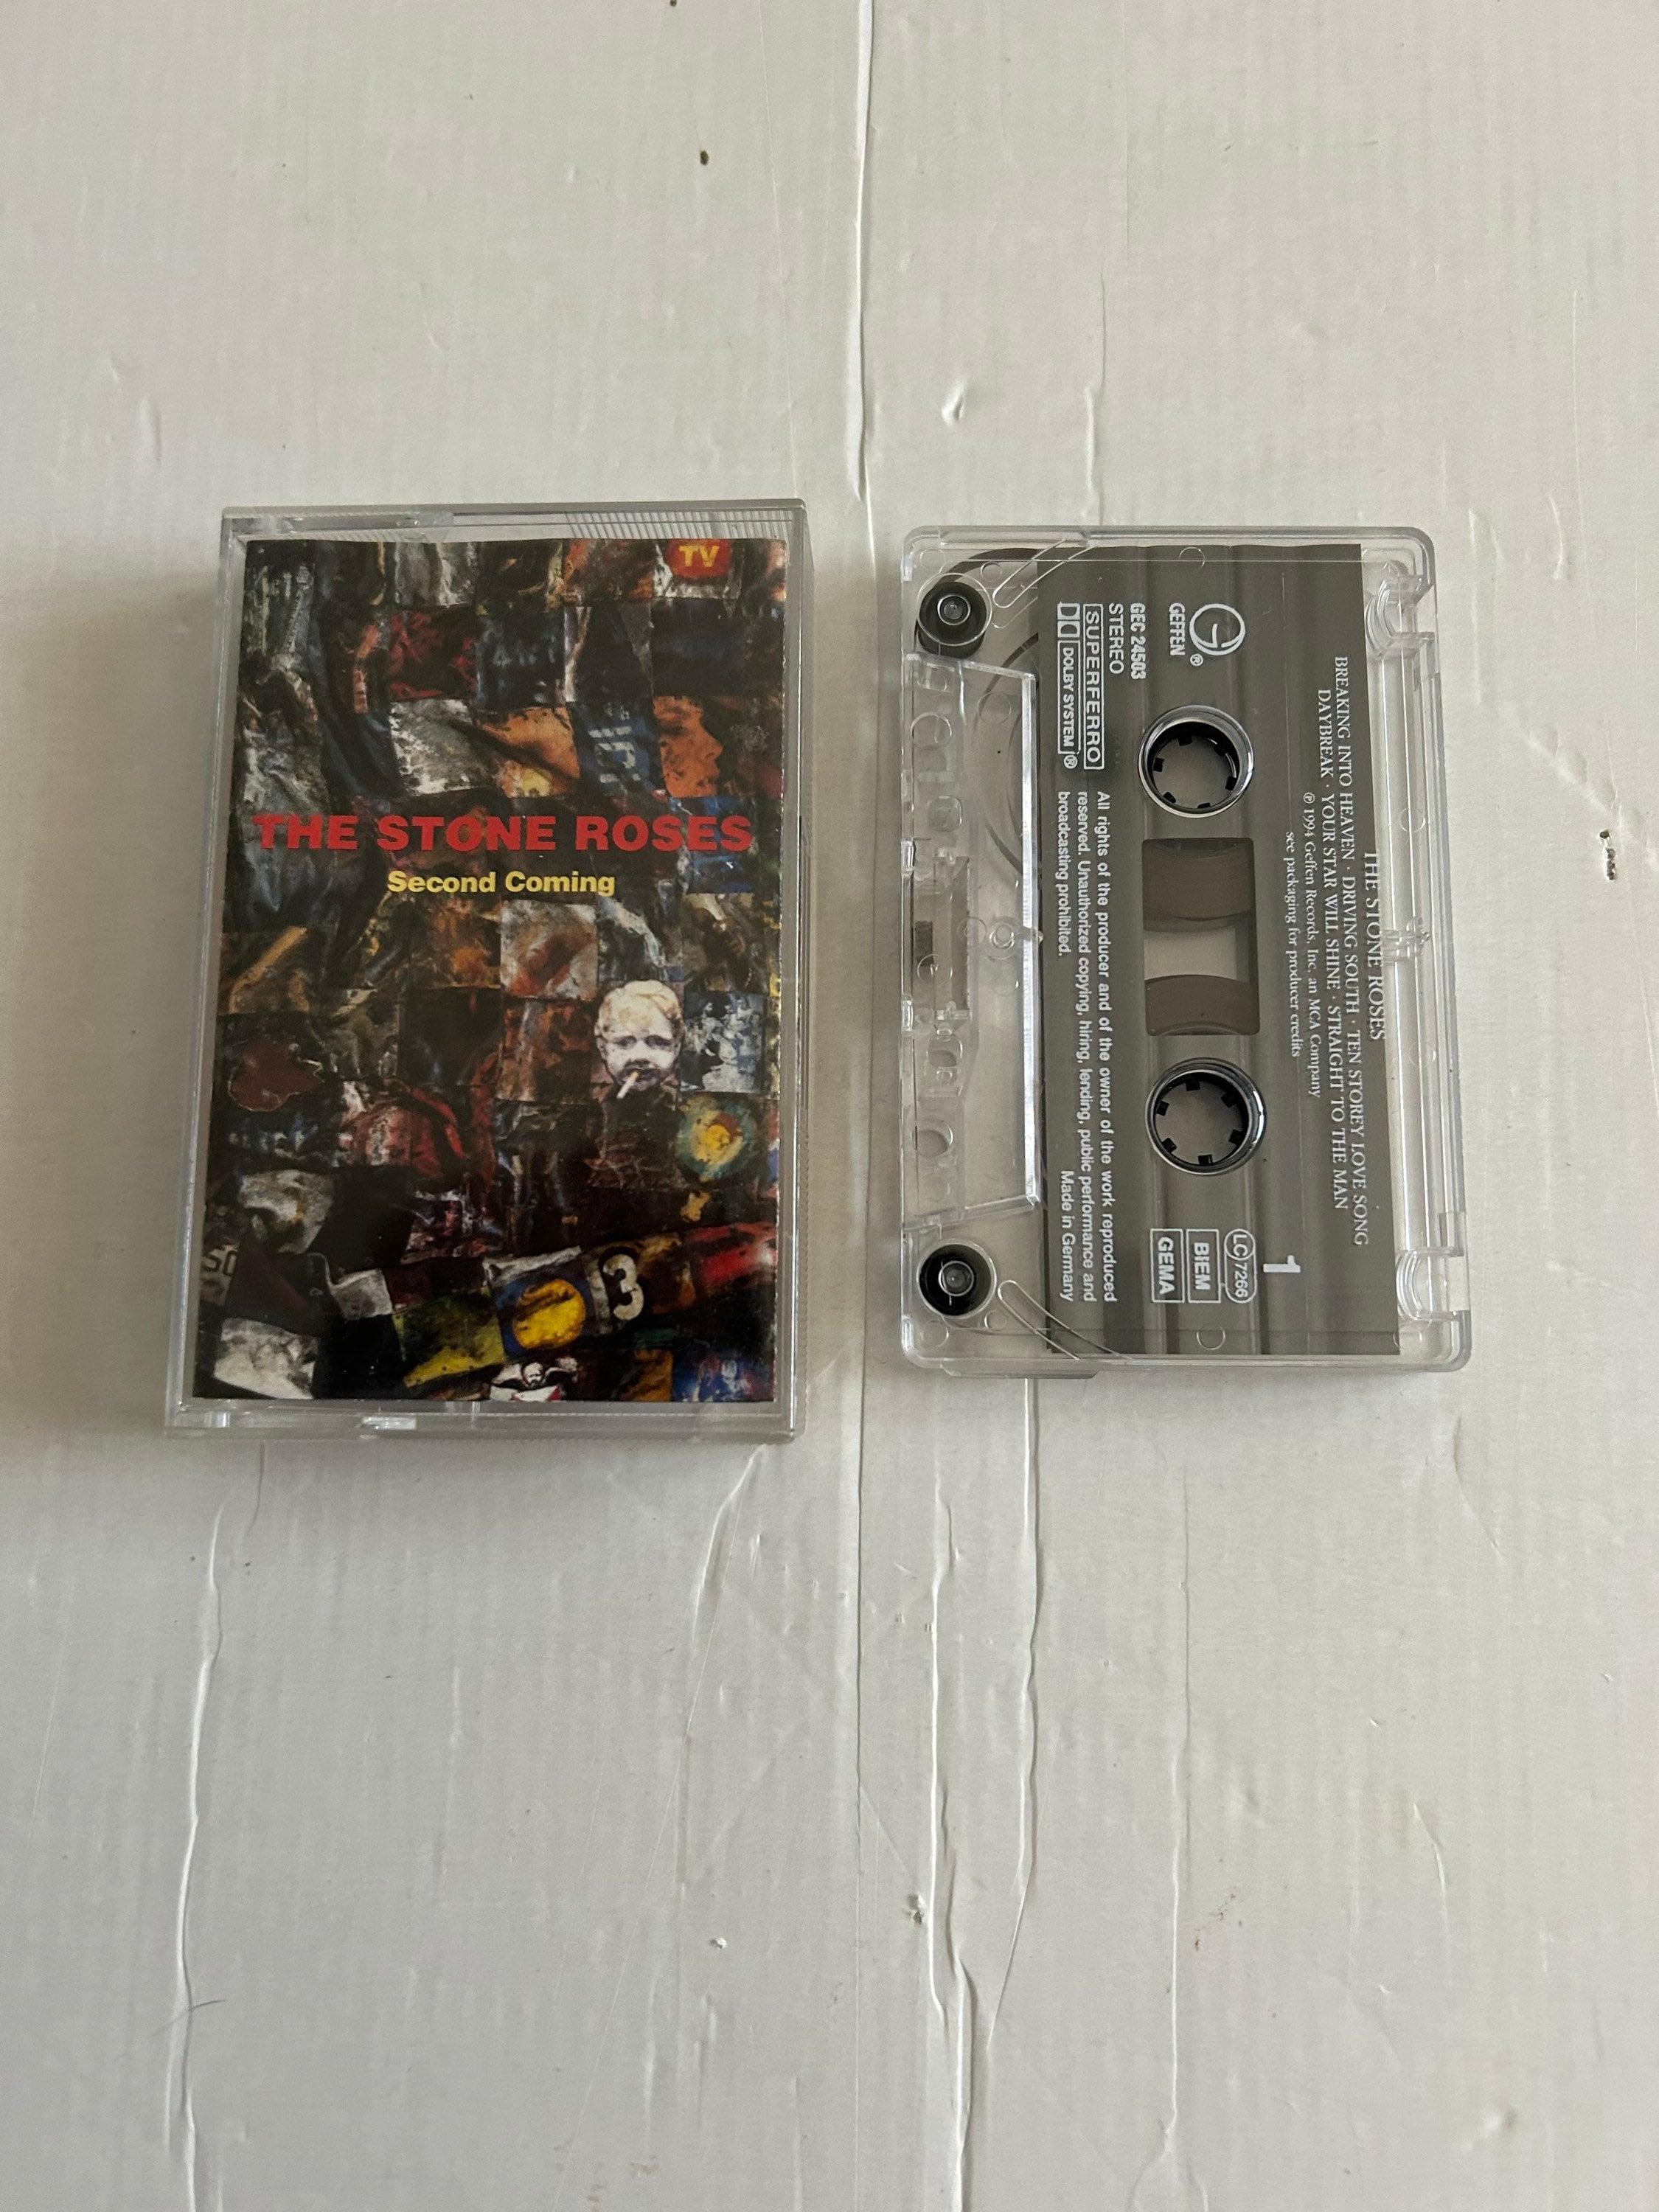 TV
THE STONE ROSES
Second Coming
13
THE STONE ROSES
BREAKING INTO HEAVEN · DRIVING SOUTH · TEN STOREY LOVE SONG
DAYBREAK · YOUR STAR WILL SHINE · STRAIGHT TO THE MAN
℗ 1994 Geffen Records, Inc, an MCA Company
see packaging for producer credits
1
GEFFEN ®
LC 7266
BIEM
GEMA
GEC 24503
STEREO
SUPERFERRO
DOLBY SYSTEM ®
All rights of the producer and of the owner of the work reproduced
reserved. Unauthorized copying, hiring, lending, public performance and
broadcasting prohibited.
Made in Germany